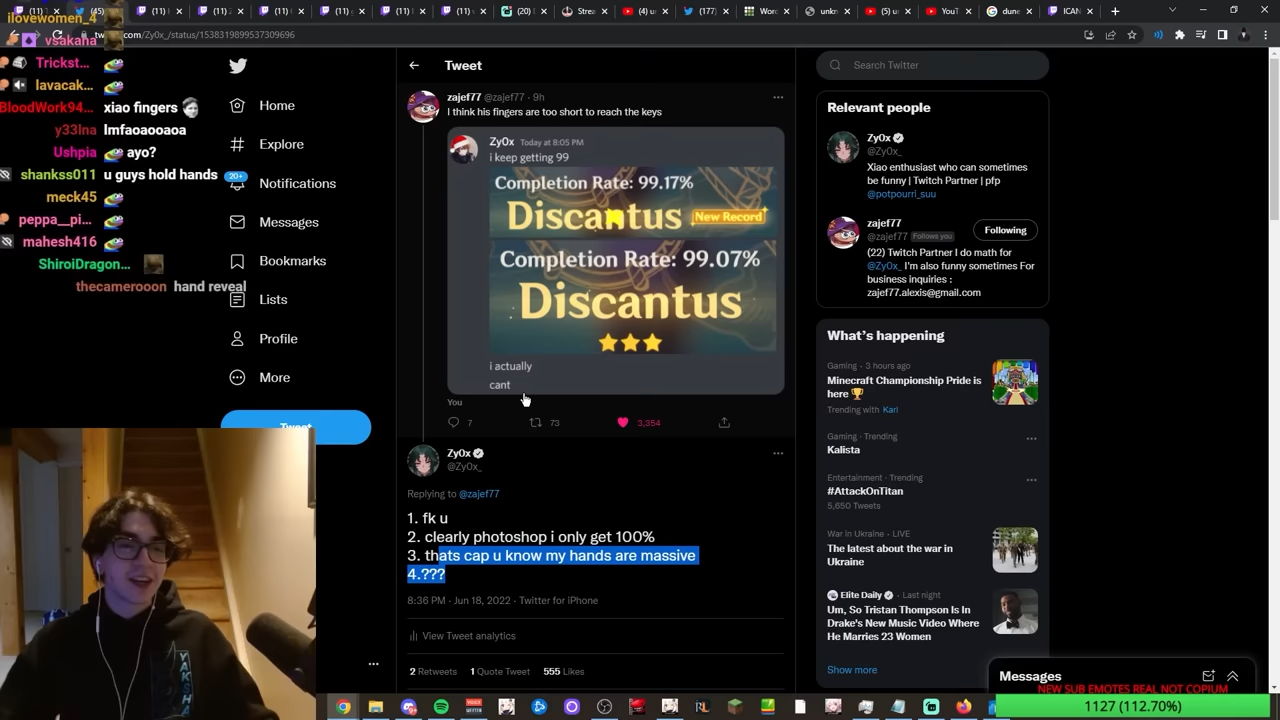 ilovewomen_4
vsakana
Trickst...
lavacak...
BloodWork94... xiao fingers
y33lna lmfaoaooaoa
Ushpia ayo?
shankss011 u guys hold hands
meck45
peppa__pi...
mahesh416
ShiroiDragon...
thecamerooon hand reveal
.com/Zy0x_/status/1538319899537309696
20+
Home
Explore
Notifications
Messages
Bookmarks
Lists
Profile
More
Tweet
Tweet
zajef77 @zajef77 · 9h
I think his fingers are too short to reach the keys
Zy0x Today at 8:05 PM
i keep getting 99
Completion Rate: 99.17%
Discantus New Record
Completion Rate: 99.07%
Discantus
i actually
cant
You
7 73 3,354
Zy0x
@Zy0x_
Replying to @zajef77
1. fk u
2. clearly photoshop i only get 100%
3. thats cap u know my hands are massive
4.???
8:36 PM · Jun 18, 2022 · Twitter for iPhone
View Tweet analytics
2 Retweets 1 Quote Tweet 555 Likes
Search Twitter
Relevant people
Zy0x
@Zy0x_
Xiao enthusiast who can sometimes
be funny | Twitch Partner | pfp
@potpourri_suu
zajef77
@zajef77 Follows you
Following
(22) Twitch Partner I do math for
@Zy0x_ I'm also funny sometimes For
business inquiries :
zajef77.alexis@gmail.com
What's happening
Gaming · 3 hours ago
Minecraft Championship Pride is
here
Trending with Karl
Gaming · Trending
Kalista
Entertainment · Trending
#AttackOnTitan
5,650 Tweets
War in Ukraine · LIVE
The latest about the war in
Ukraine
Elite Daily · Last night
Um, So Tristan Thompson Is In
Drake's New Music Video Where
He Marries 23 Women
Show more
Messages
NEW SUB EMOTES REAL NOT COPIUM
1127 (112.70%)